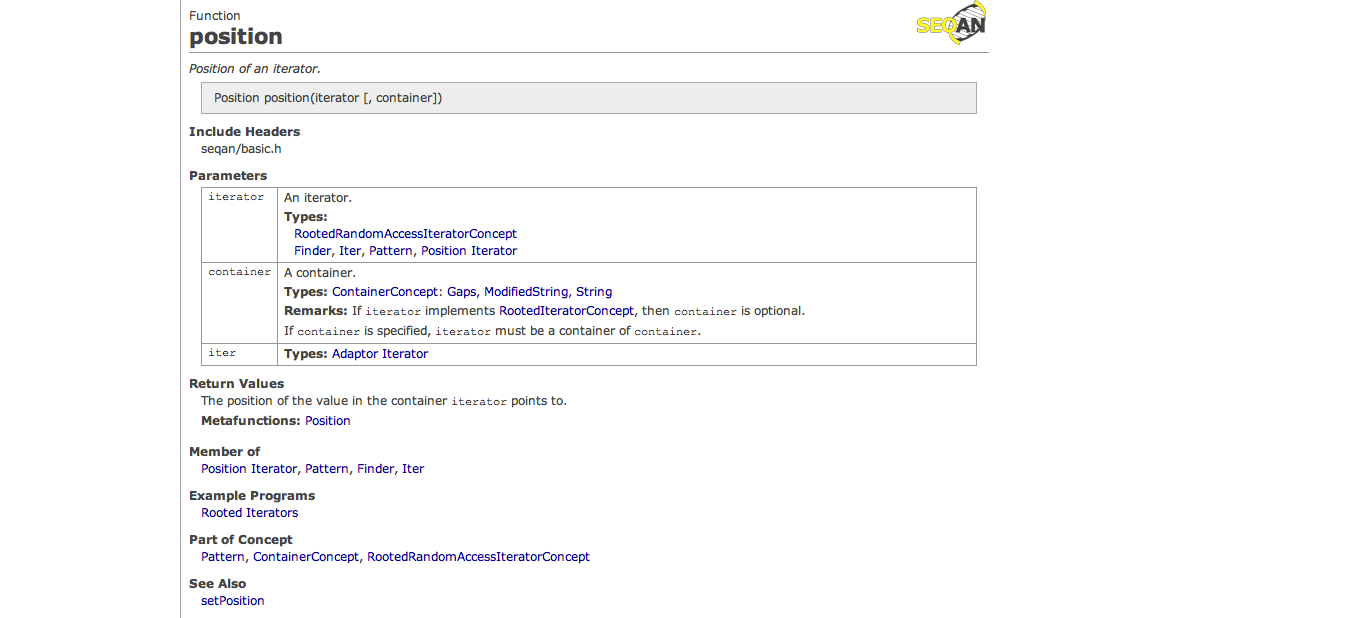 Function
SEQAN
position
Position of an iterator.
Position position(iterator [, container])
Include Headers
seqan/basic.h
Parameters
iterator
An iterator.
Types:
RootedRandomAccessIteratorConcept
Finder, Iter, Pattern, Position Iterator
container
A container.
Types: ContainerConcept: Gaps, ModifiedString, String
Remarks: If iterator implements RootedIteratorConcept, then container is optional.
If container is specified, iterator must be a container of container.
iter
Types: Adaptor Iterator
Return Values
The position of the value in the container iterator points to.
Metafunctions: Position
Member of
Position Iterator, Pattern, Finder, Iter
Example Programs
Rooted Iterators
Part of Concept
Pattern, ContainerConcept, RootedRandomAccessIteratorConcept
See Also
setPosition